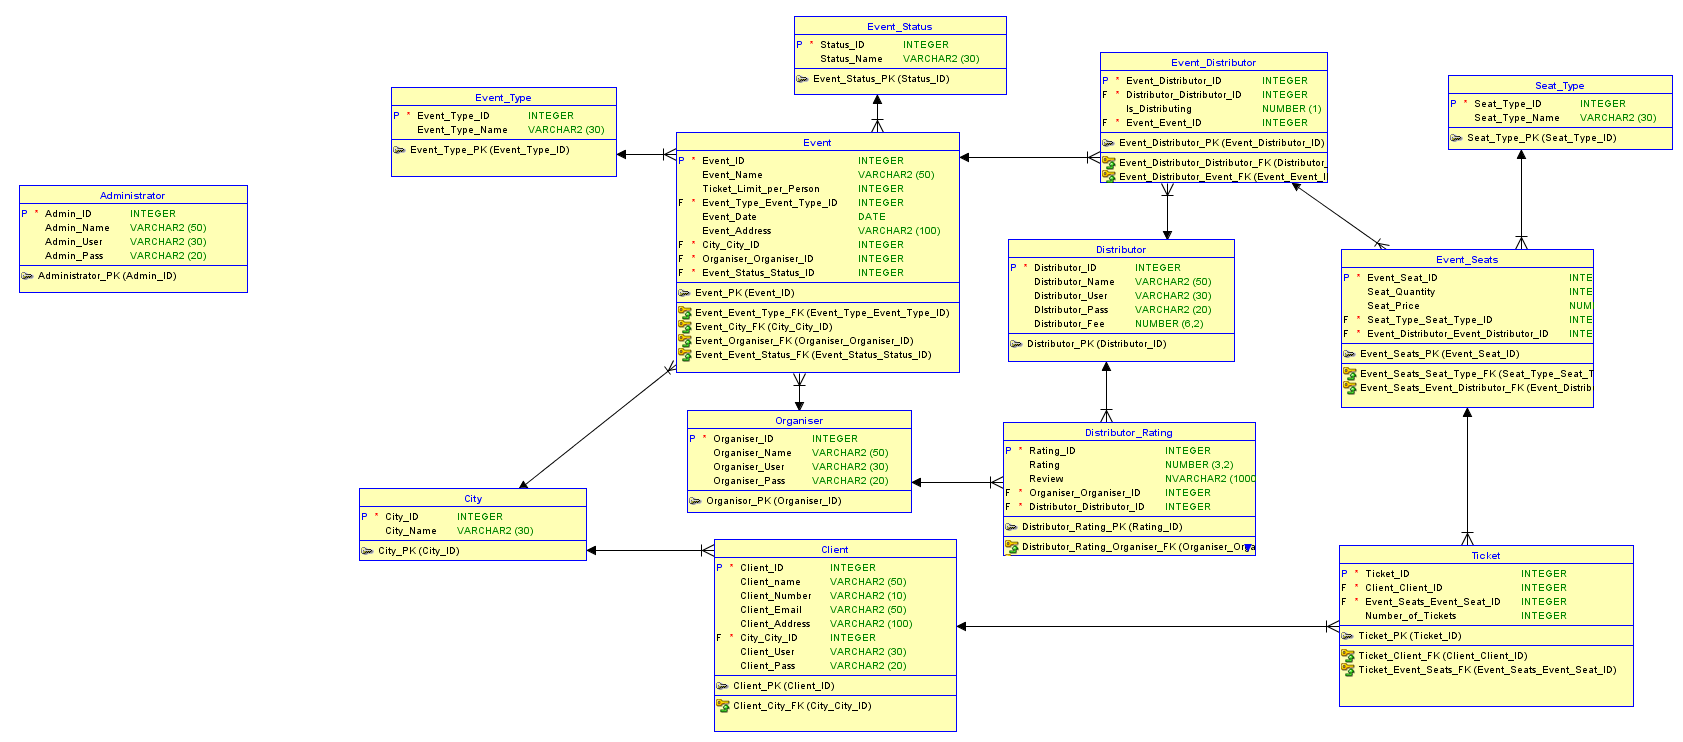 Event_Status
P * Status_ID INTEGER
Status_Name VARCHAR2 (30)
Event_Status_PK (Status_ID)
Event_Type
P * Event_Type_ID INTEGER
Event_Type_Name VARCHAR2 (30)
Event_Type_PK (Event_Type_ID)
Event_Distributor
P * Event_Distributor_ID INTEGER
F * Distributor_Distributor_ID INTEGER
Is_Distributing NUMBER (1)
F * Event_Event_ID INTEGER
Event_Distributor_PK (Event_Distributor_ID)
Event_Distributor_Distributor_FK (Distributor_
Event_Distributor_Event_FK (Event_Event_I
Seat_Type
P * Seat_Type_ID INTEGER
Seat_Type_Name VARCHAR2 (30)
Seat_Type_PK (Seat_Type_ID)
Administrator
P * Admin_ID INTEGER
Admin_Name VARCHAR2 (50)
Admin_User VARCHAR2 (30)
Admin_Pass VARCHAR2 (20)
Administrator_PK (Admin_ID)
Event
P * Event_ID INTEGER
Event_Name VARCHAR2 (50)
Ticket_Limit_per_Person INTEGER
F * Event_Type_Event_Type_ID INTEGER
Event_Date DATE
Event_Address VARCHAR2 (100)
F * City_City_ID INTEGER
F * Organiser_Organiser_ID INTEGER
F * Event_Status_Status_ID INTEGER
Event_PK (Event_ID)
Event_Event_Type_FK (Event_Type_Event_Type_ID)
Event_City_FK (City_City_ID)
Event_Organiser_FK (Organiser_Organiser_ID)
Event_Event_Status_FK (Event_Status_Status_ID)
Distributor
P * Distributor_ID INTEGER
Distributor_Name VARCHAR2 (50)
Distributor_User VARCHAR2 (30)
DIstributor_Pass VARCHAR2 (20)
Distributor_Fee NUMBER (6,2)
Distributor_PK (Distributor_ID)
Event_Seats
P * Event_Seat_ID INTE
Seat_Quantity INTE
Seat_Price NUM
F * Seat_Type_Seat_Type_ID INTE
F * Event_Distributor_Event_Distributor_ID INTE
Event_Seats_PK (Event_Seat_ID)
Event_Seats_Seat_Type_FK (Seat_Type_Seat_T
Event_Seats_Event_Distributor_FK (Event_Distrib
Organiser
P * Organiser_ID INTEGER
Organiser_Name VARCHAR2 (50)
Organiser_User VARCHAR2 (30)
Organiser_Pass VARCHAR2 (20)
Organisor_PK (Organiser_ID)
Distributor_Rating
P * Rating_ID INTEGER
Rating NUMBER (3,2)
Review NVARCHAR2 (1000
F * Organiser_Organiser_ID INTEGER
F * Distributor_Distributor_ID INTEGER
Distributor_Rating_PK (Rating_ID)
Distributor_Rating_Organiser_FK (Organiser_Orga
City
P * City_ID INTEGER
City_Name VARCHAR2 (30)
City_PK (City_ID)
Client
P * Client_ID INTEGER
Client_name VARCHAR2 (50)
Client_Number VARCHAR2 (10)
Client_Email VARCHAR2 (50)
Client_Address VARCHAR2 (100)
F * City_City_ID INTEGER
Client_User VARCHAR2 (30)
Client_Pass VARCHAR2 (20)
Client_PK (Client_ID)
Client_City_FK (City_City_ID)
Ticket
P * Ticket_ID INTEGER
F * Client_Client_ID INTEGER
F * Event_Seats_Event_Seat_ID INTEGER
Number_of_Tickets INTEGER
Ticket_PK (Ticket_ID)
Ticket_Client_FK (Client_Client_ID)
Ticket_Event_Seats_FK (Event_Seats_Event_Seat_ID)